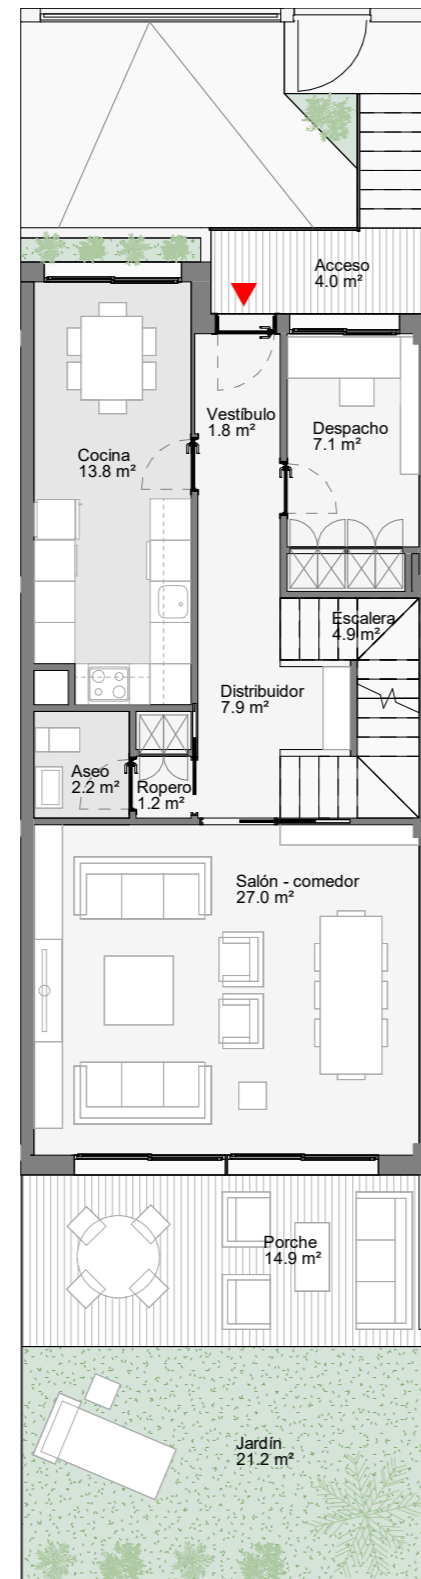 Acceso
4.0 m²
Vestíbulo
1.8 m²
Despacho
7.1 m²
Cocina
13.8 m²
Escalera
4.9 m²
Distribuidor
7.9 m²
Aseo
2.2 m²
Ropero
1.2 m²
Salón - comedor
27.0 m²
Porche
14.9 m²
Jardín
21.2 m²